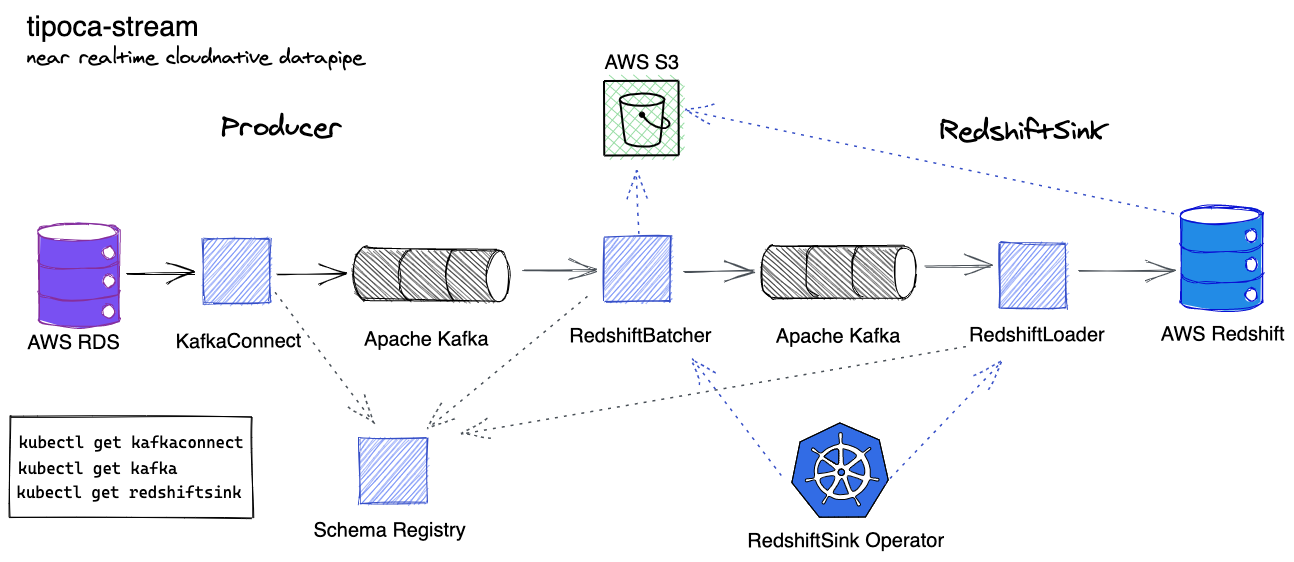 tipoca-stream
near realtime cloudnative datapipe
AWS S3
Producer
RedshiftSink
AWS RDS
KafkaConnect
Apache Kafka
RedshiftBatcher
Apache Kafka
RedshiftLoader
AWS Redshift
kubectl get kafkaconnect
kubectl get kafka
kubectl get redshiftsink
Schema Registry
RedshiftSink Operator